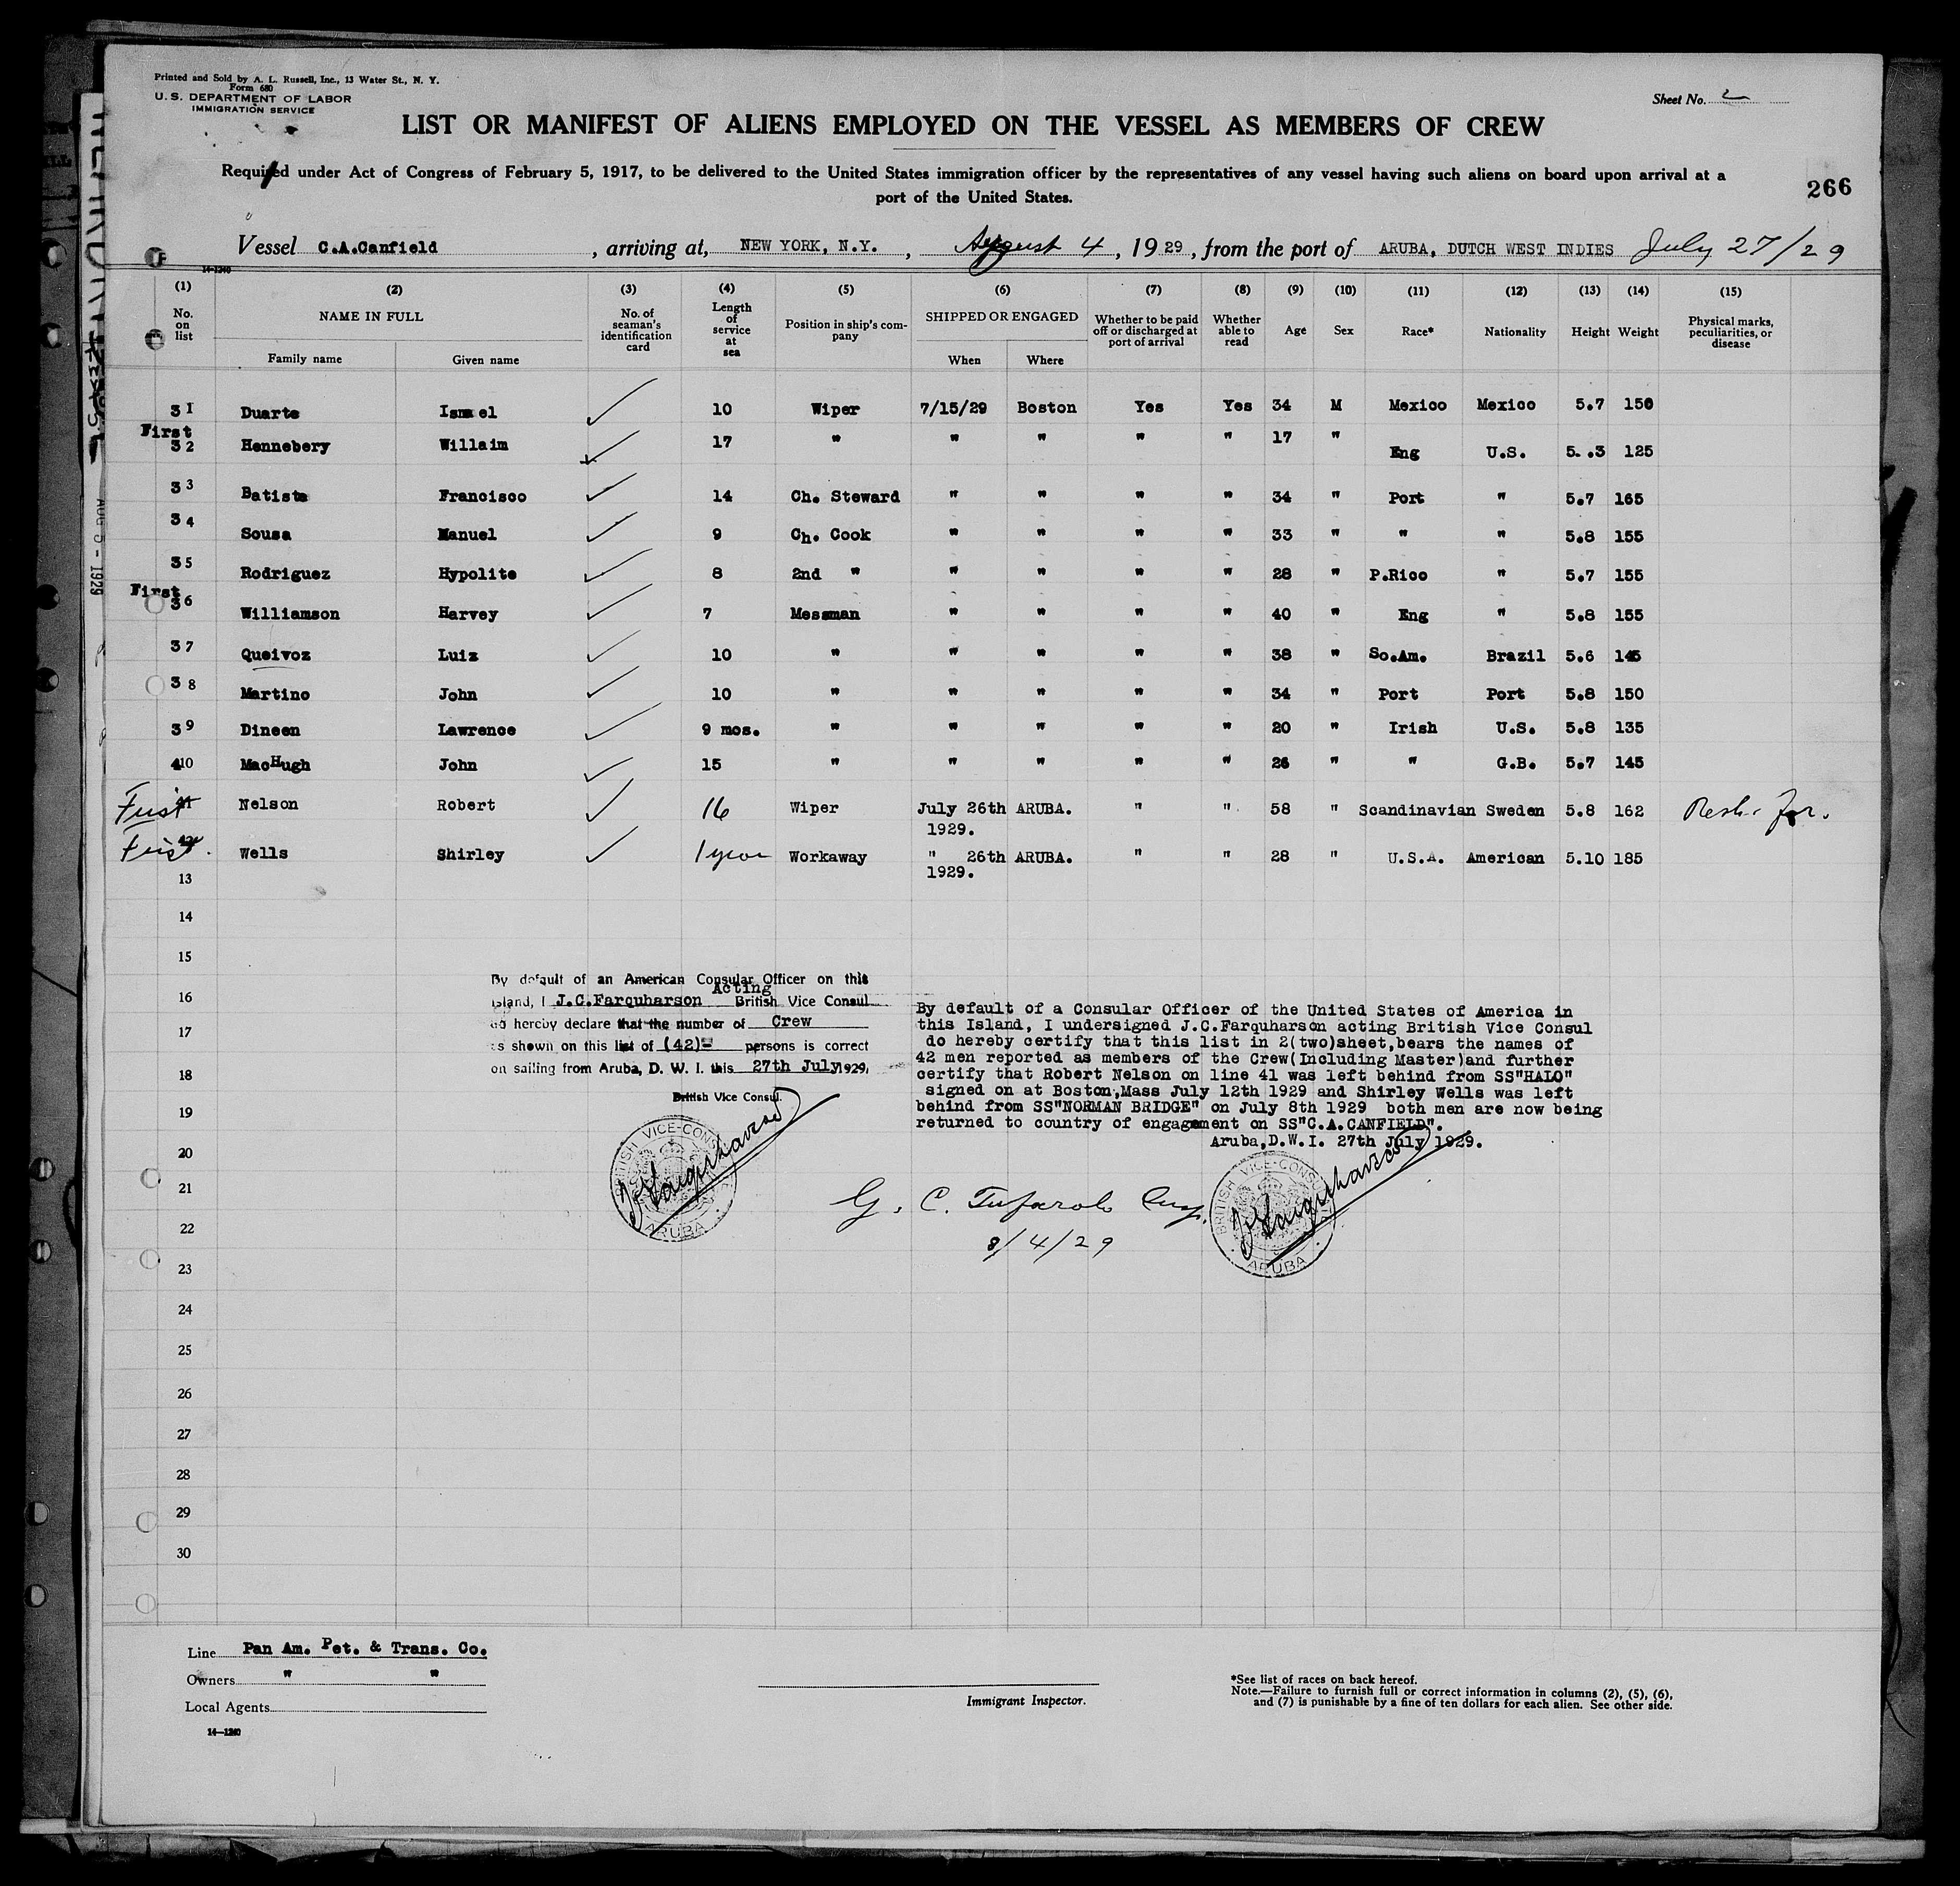 Printed and Sold by A. L. Russell, Inc., 13 Water St., N. Y.
Form 680
U. S. DEPARTMENT OF LABOR
IMMIGRATION SERVICE
Sheet No. 2
LIST OR MANIFEST OF ALIENS EMPLOYED ON THE VESSEL AS MEMBERS OF CREW
Required under Act of Congress of February 5, 1917, to be delivered to the United States immigration officer by the representatives of any vessel having such aliens on board upon arrival at a
port of the United States.
266
Vessel C.A.Canfield, arriving at, NEW YORK, N.Y., August 4, 1929, from the port of ARUBA, DUTCH WEST INDIES July 27/29
14-1240
(1) (2) (3) (4) (5) (6) (7) (8) (9) (10) (11) (12) (13) (14) (15)
No. on list NAME IN FULL Family name Given name No. of seaman's identification card Length of service at sea Position in ship's company SHIPPED OR ENGAGED When Where Whether to be paid off or discharged at port of arrival Whether able to read Age Sex Race* Nationality Height Weight Physical marks, peculiarities, or disease
31 Duarte Ismael 10 Wiper 7/15/29 Boston Yes Yes 34 M Mexico Mexico 5.7 150
First
32 Hennebery Willaim 17 " " " " " 17 " Eng U.S. 5..3 125
33 Batista Francisco 14 Ch. Steward " " " " 34 " Port " 5.7 165
34 Sousa Manuel 9 Ch. Cook " " " " 33 " " " 5.8 155
35 Rodriguez Hypolite 8 2nd " " " " " 28 " P.Rico " 5.7 155
First
36 Williamson Harvey 7 Messman " " " " 40 " Eng " 5.8 155
37 Queivoz Luiz 10 " " " " " 38 " So.Am. Brazil 5.6 145
38 Martino John 10 " " " " " 34 " Port Port 5.8 150
39 Dineen Lawrence 9 mos. " " " " " 20 " Irish U.S. 5.8 135
40 MacHugh John 15 " " " " " 26 " " G.B. 5.7 145
First 41 Nelson Robert 16 Wiper July 26th 1929. ARUBA. " " 58 " Scandinavian Sweden 5.8 162
First. 42 Wells Shirley 1 year Workaway " 26th 1929. ARUBA. " " 28 " U.S.A. American 5.10 185
13
14
15
16
17
18
19
20
21
22
23
24
25
26
27
28
29
30
By default of an American Consular Officer on this
Island, I J.C.Farquharson Acting British Vice Consul
do hereby declare that the number of Crew
as shown on this list of (42)= persons is correct
on sailing from Aruba, D. W. I. this 27th July 1929,
British Vice Consul.
BRITISH VICE-CONSUL
ARUBA
J.C.Farquharson
By default of a Consular Officer of the United States of America in
this Island, I undersigned J.C.Farquharson acting British Vice Consul
do hereby certify that this list in 2(two)sheet,bears the names of
42 men reported as members of the Crew(Including Master)and further
certify that Robert Nelson on line 41 was left behind from SS"HALO"
signed on at Boston,Mass July 12th 1929 and Shirley Wells was left
behind from SS"NORMAN BRIDGE" on July 8th 1929 both men are now being
returned to country of engagement on SS"C.A.CANFIELD".
Aruba,D.W.I. 27th July 1929.
BRITISH VICE-CONSUL
ARUBA
J.C.Farquharson
G. C.
8/4/29
Line Pan Am. Pet. & Trans. Co.
Owners " "
Local Agents
14—1240
Immigrant Inspector.
*See list of races on back hereof.
Note.—Failure to furnish full or correct information in columns (2), (5), (6),
and (7) is punishable by a fine of ten dollars for each alien. See other side.
AUG 5 - 1929